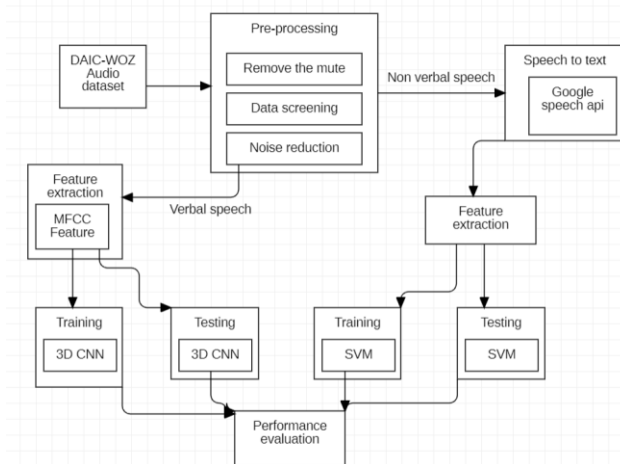 Pre-processing
DAIC-WOZ
Audio
dataset
Remove the mute
Data screening
Noise reduction
Non verbal speech
Speech to text
Google
speech api
Feature
extraction
MFCC
Feature
Verbal speech
Feature
extraction
Training
3D CNN
Testing
3D CNN
Training
SVM
Testing
SVM
Performance
evaluation